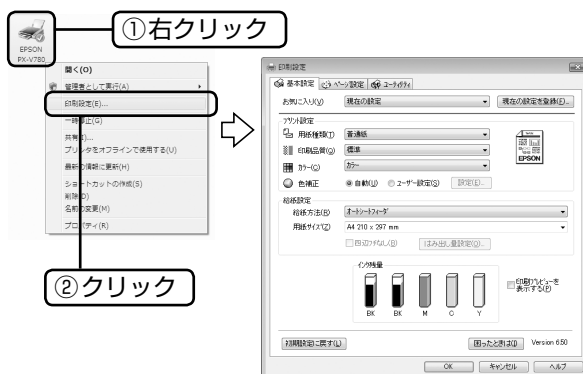 ①右クリック
EPSON
PX-V780
開く(O)
管理者として実行(A)
印刷設定(E)...
一時停止(G)
共有(H)...
プリンタをオフラインで使用する(U)
最新の情報に更新(H)
ショートカットの作成(S)
削除(D)
名前の変更(M)
プロパティ(R)
②クリック
印刷設定
基本設定 ページ設定 ユーティリティ
お気に入り(V) 現在の設定 現在の設定を登録(F)...
プリント設定
用紙種類(T) 普通紙
印刷品質(Q) 標準
カラー(C) カラー
色補正 自動(U) ユーザー設定(S) 設定(E)...
EPSON
給紙設定
給紙方法(R) オートシートフィーダ
用紙サイズ(Z) A4 210 x 297 mm
四辺フチなし(B) はみ出し量設定(O)...
インク残量
BK BK M C Y
印刷プレビューを
表示する(P)
初期設定に戻す(L) 困ったときは(I) Version 6.50
OK キャンセル ヘルプ